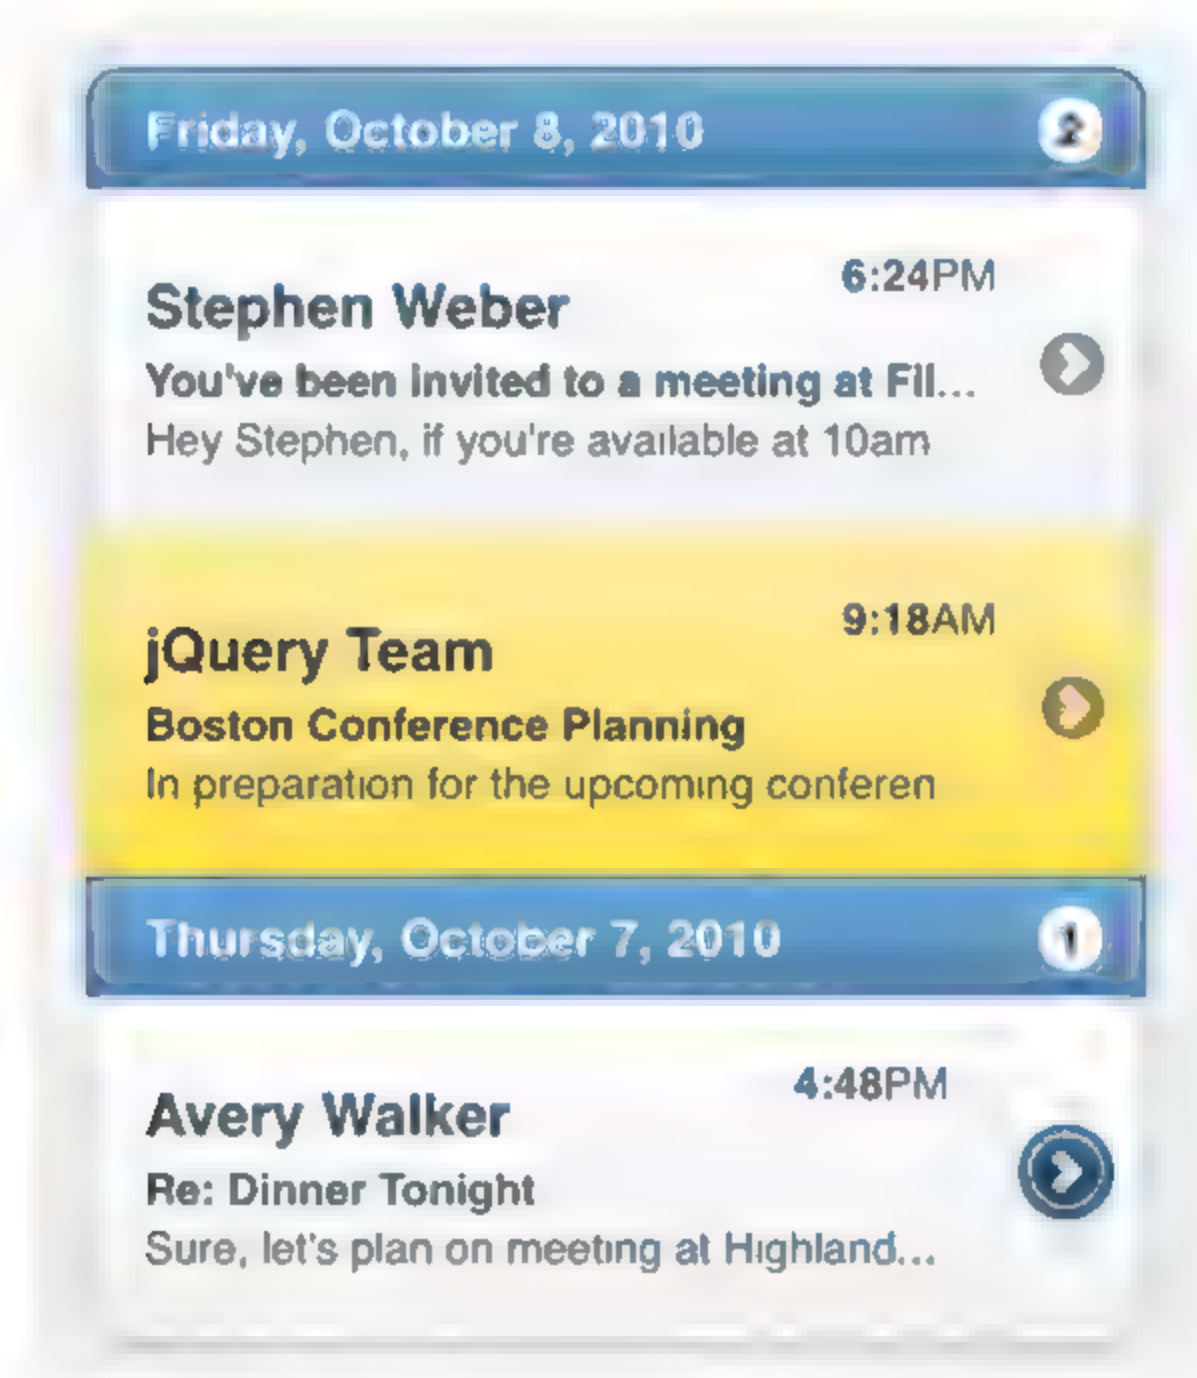 Friday, October 8, 2010 2
6:24PM
Stephen Weber
You've been invited to a meeting at Fil...
Hey Stephen, if you're available at 10am
9:18AM
jQuery Team
Boston Conference Planning
In preparation for the upcoming conferen
Thursday, October 7, 2010 1
4:48PM
Avery Walker
Re: Dinner Tonight
Sure, let's plan on meeting at Highland...